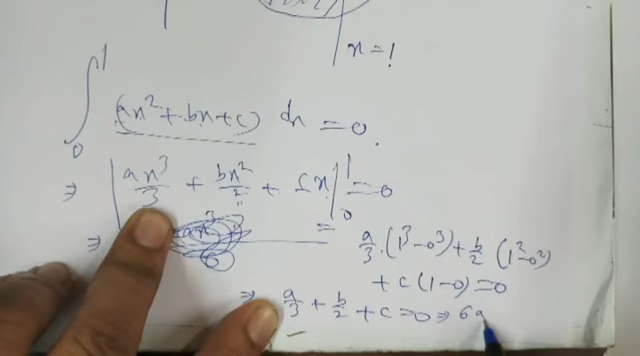 x=1
∫₀¹ (ax²+bx+c) dx = 0.
⇒ | ax³/3 + bx²/2 + cx |₀¹ = 0
⇒ =
a/3 · (1³-0³) + b/2 (1²-0²)
+ c (1-0) = 0
⇒ a/3 + b/2 + c = 0 ⇒ 6a